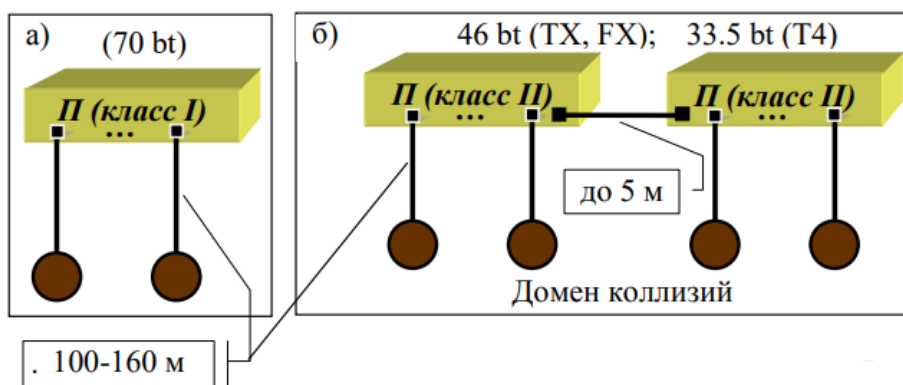 а)
(70 bt)
П (класс I)
...
б)
46 bt (TX, FX); 33.5 bt (T4)
П (класс II)
...
П (класс II)
...
до 5 м
Домен коллизий
. 100-160 м